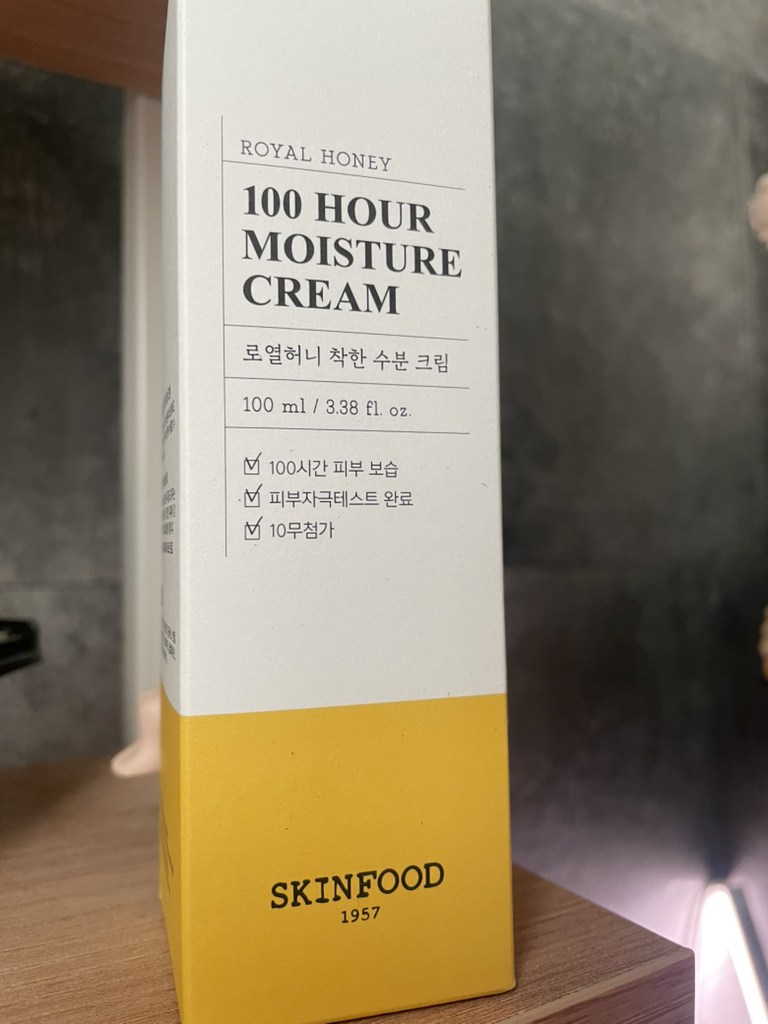 ROYAL HONEY
100 HOUR
MOISTURE
CREAM
로열허니 착한 수분 크림
100 ml / 3.38 fl. oz.
100시간 피부 보습
피부자극테스트 완료
10무첨가
SKINFOOD
1957